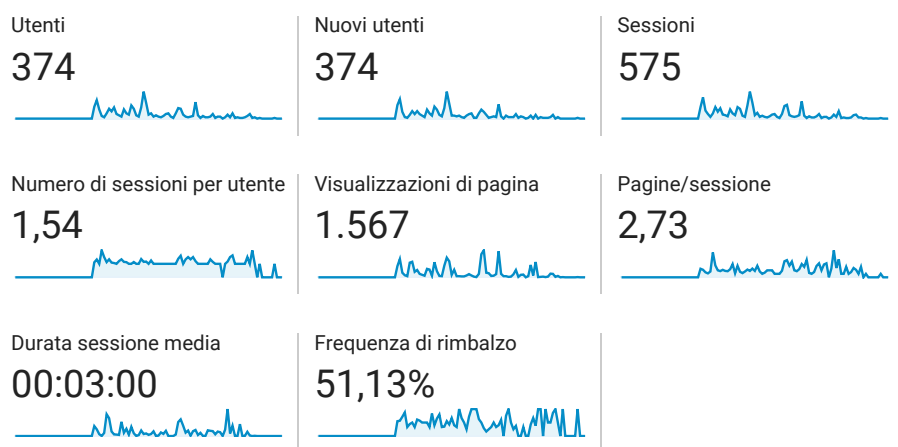 Utenti
374
Nuovi utenti
374
Sessioni
575
Numero di sessioni per utente
1,54
Visualizzazioni di pagina
1.567
Pagine/sessione
2,73
Durata sessione media
00:03:00
Frequenza di rimbalzo
51,13%